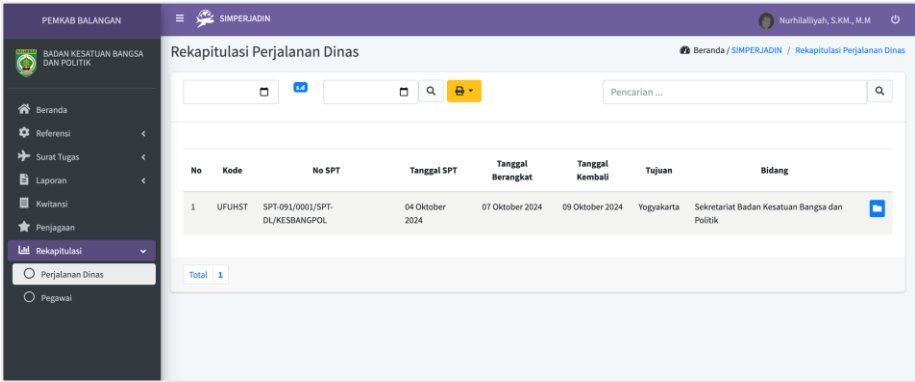 PEMKAB BALANGAN
SIMPERJADIN
Nurhilalliyah, S.KM., M.M
BADAN KESATUAN BANGSA
DAN POLITIK
Beranda
Referensi
Surat Tugas
Laporan
Kwitansi
Penjagaan
Rekapitulasi
Perjalanan Dinas
Pegawai
Rekapitulasi Perjalanan Dinas
Beranda / SIMPERJADIN / Rekapitulasi Perjalanan Dinas
s.d
Pencarian ...
No Kode No SPT Tanggal SPT Tanggal Berangkat Tanggal Kembali Tujuan Bidang
1 UFUHST SPT-091/0001/SPT- 04 Oktober 07 Oktober 2024 09 Oktober 2024 Yogyakarta Sekretariat Badan Kesatuan Bangsa dan
DL/KESBANGPOL 2024 Politik
Total 1